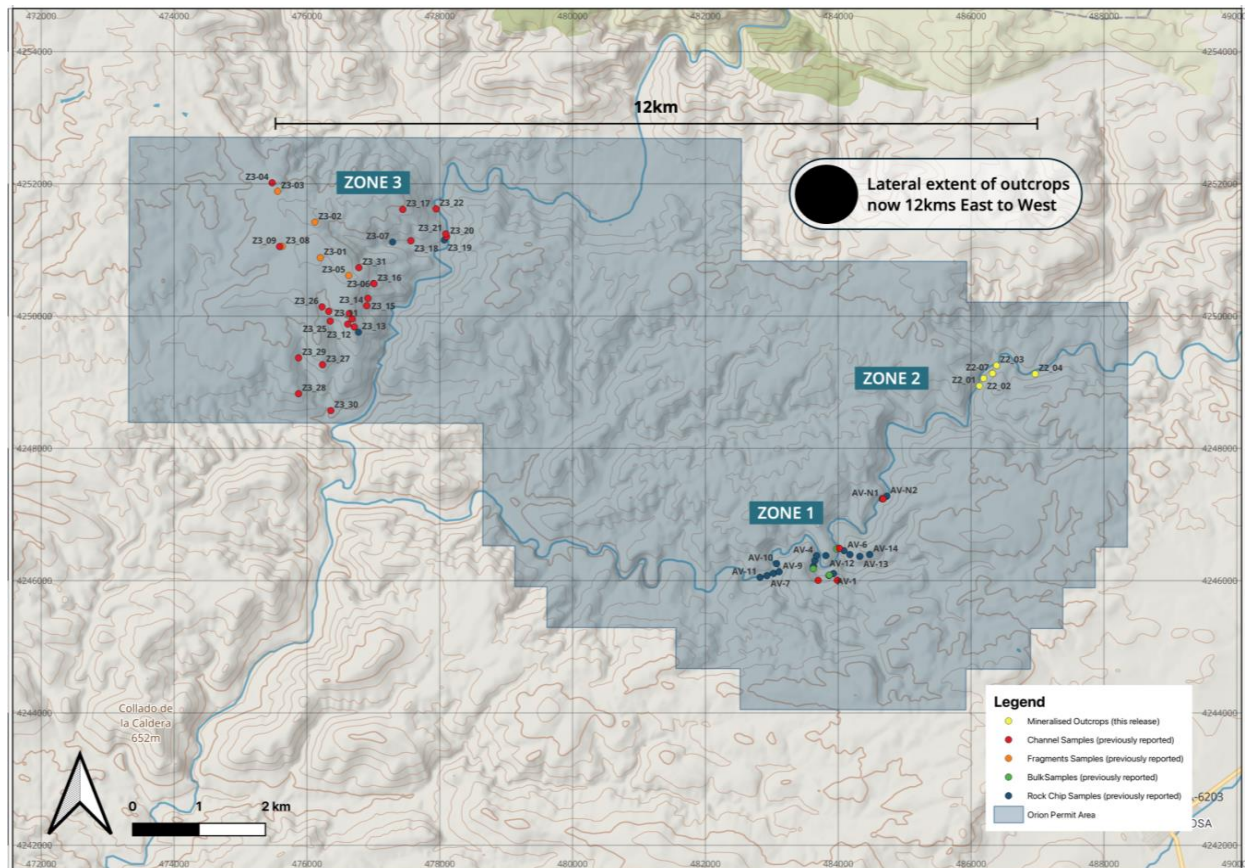 472000 474000 476000 478000 480000 482000 484000 486000 488000
4254000 4254000
12km
4252000 4252000
Lateral extent of outcrops
now 12kms East to West
ZONE 3
Z3-04
Z3-03
Z3_17
Z3_22
Z3-02
Z3_21
Z3_20
Z3-07
Z3_09
Z3_08
Z3_18
Z3_19
Z3-01
Z3_31
Z3-05
Z3_16
Z3-06
Z3_14
Z3_15
Z3_26
Z3_25
Z3_13
Z3_12
4250000 4250000
Z3_29
Z3_27
Z3_28
Z3_30
ZONE 2
Z2_03
Z2-07
Z2_04
Z2_01
Z2_02
4248000 4248000
AV-N1
AV-N2
ZONE 1
AV-4
AV-6
AV-10
AV-14
AV-12
AV-13
AV-9
AV-11
AV-7
AV-1
4246000 4246000
4244000 4244000
Collado de
la Caldera
652m
Legend
Mineralised Outcrops (this release)
Channel Samples (previously reported)
Fragments Samples (previously reported)
BulkSamples (previously reported)
Rock Chip Samples (previously reported)
Orion Permit Area
-6203
OSA
0 1 2 km
4242000 4242000
472000 474000 476000 478000 480000 482000 484000 486000 488000